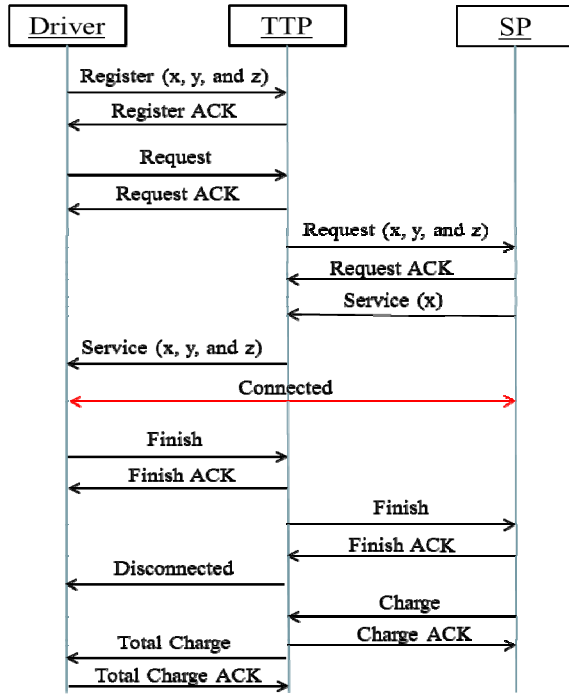 Driver
TTP
SP
Register (x, y, and z)
Register ACK
Request
Request ACK
Request (x, y, and z)
Request ACK
Service (x)
Service (x, y, and z)
Connected
Finish
Finish ACK
Finish
Finish ACK
Disconnected
Charge
Charge ACK
Total Charge
Total Charge ACK